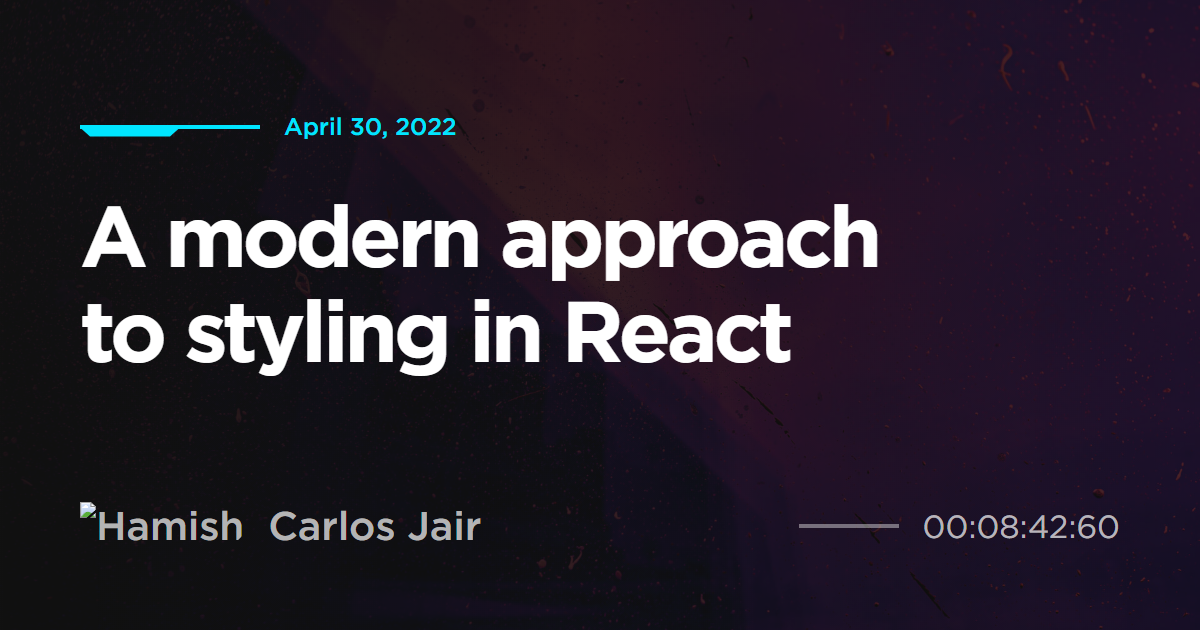 April 30, 2022
A modern approach
to styling in React
Hamish Carlos Jair
00:08:42:60